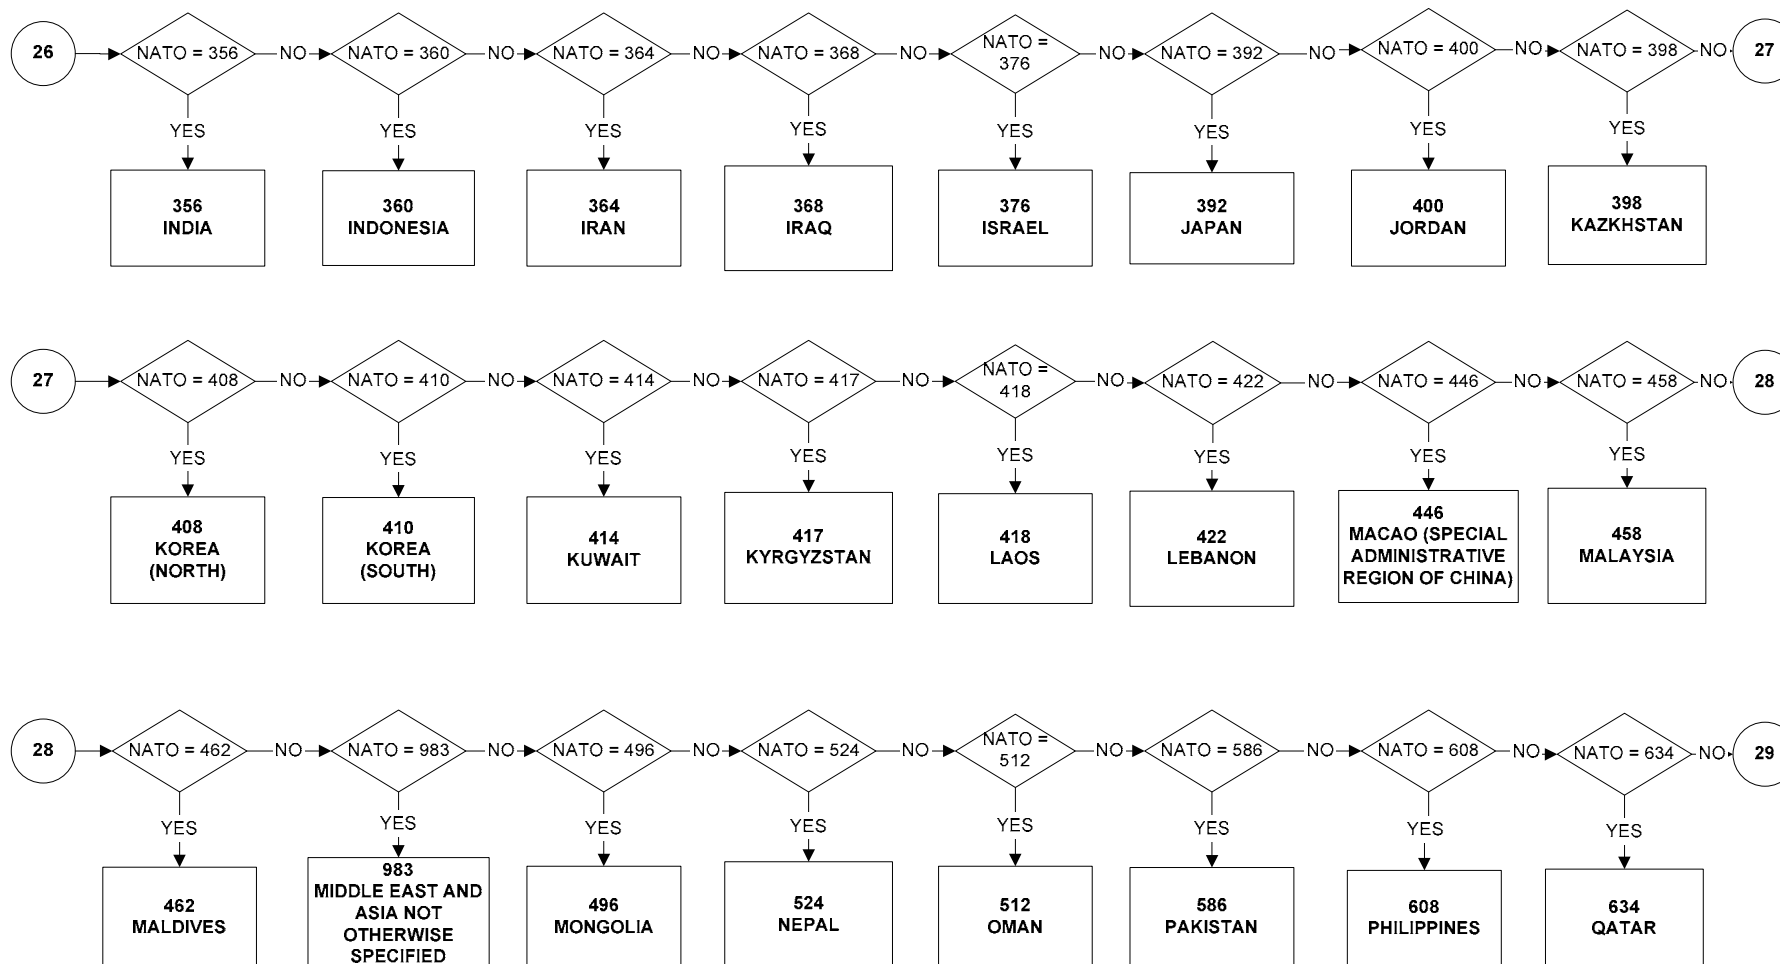 26
NATO = 356
NO
NATO = 360
NO
NATO = 364
NO
NATO = 368
NO
NATO =
376
NO
NATO = 392
NO
NATO = 400
NO
NATO = 398
NO
27
YES
YES
YES
YES
YES
YES
YES
YES
356
INDIA
360
INDONESIA
364
IRAN
368
IRAQ
376
ISRAEL
392
JAPAN
400
JORDAN
398
KAZKHSTAN
27
NATO = 408
NO
NATO = 410
NO
NATO = 414
NO
NATO = 417
NO
NATO =
418
NO
NATO = 422
NO
NATO = 446
NO
NATO = 458
NO
28
YES
YES
YES
YES
YES
YES
YES
YES
408
KOREA
(NORTH)
410
KOREA
(SOUTH)
414
KUWAIT
417
KYRGYZSTAN
418
LAOS
422
LEBANON
446
MACAO (SPECIAL
ADMINISTRATIVE
REGION OF CHINA)
458
MALAYSIA
28
NATO = 462
NO
NATO = 983
NO
NATO = 496
NO
NATO = 524
NO
NATO =
512
NO
NATO = 586
NO
NATO = 608
NO
NATO = 634
NO
29
YES
YES
YES
YES
YES
YES
YES
YES
462
MALDIVES
983
MIDDLE EAST AND
ASIA NOT
OTHERWISE
SPECIFIED
496
MONGOLIA
524
NEPAL
512
OMAN
586
PAKISTAN
608
PHILIPPINES
634
QATAR